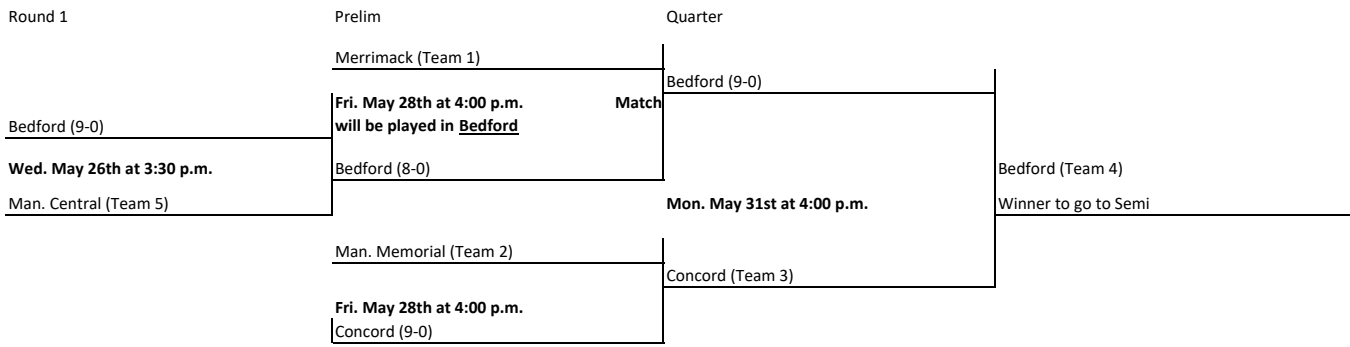 Round 1 Prelim Quarter
Merrimack (Team 1)
Bedford (9-0)
Fri. May 28th at 4:00 p.m. Match
will be played in Bedford
Bedford (9-0)
Wed. May 26th at 3:30 p.m.
Bedford (8-0)
Bedford (Team 4)
Man. Central (Team 5)
Mon. May 31st at 4:00 p.m.
Winner to go to Semi
Man. Memorial (Team 2)
Concord (Team 3)
Fri. May 28th at 4:00 p.m.
Concord (9-0)